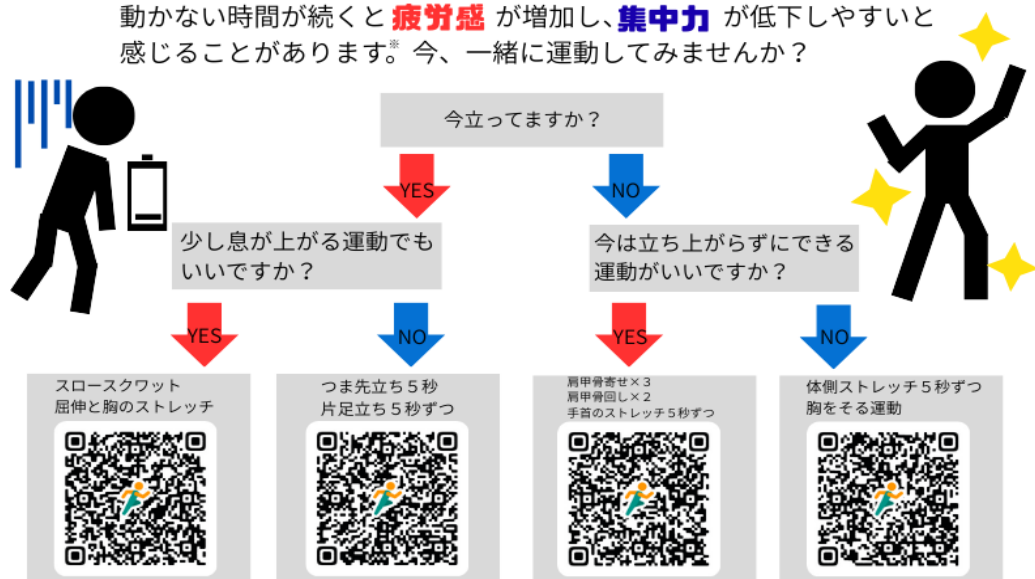 動かない時間が続くと 疲労感 が増加し、集中力 が低下しやすいと
感じることがあります。※ 今、一緒に運動してみませんか？
今立ってますか？
YES
NO
少し息が上がる運動でも
いいですか？
今は立ち上がらずにできる
運動がいいですか？
YES
NO
YES
NO
スロースクワット
屈伸と胸のストレッチ
つま先立ち５秒
片足立ち５秒ずつ
肩甲骨寄せ×３
肩甲骨回し×２
手首のストレッチ５秒ずつ
体側ストレッチ５秒ずつ
胸をそる運動